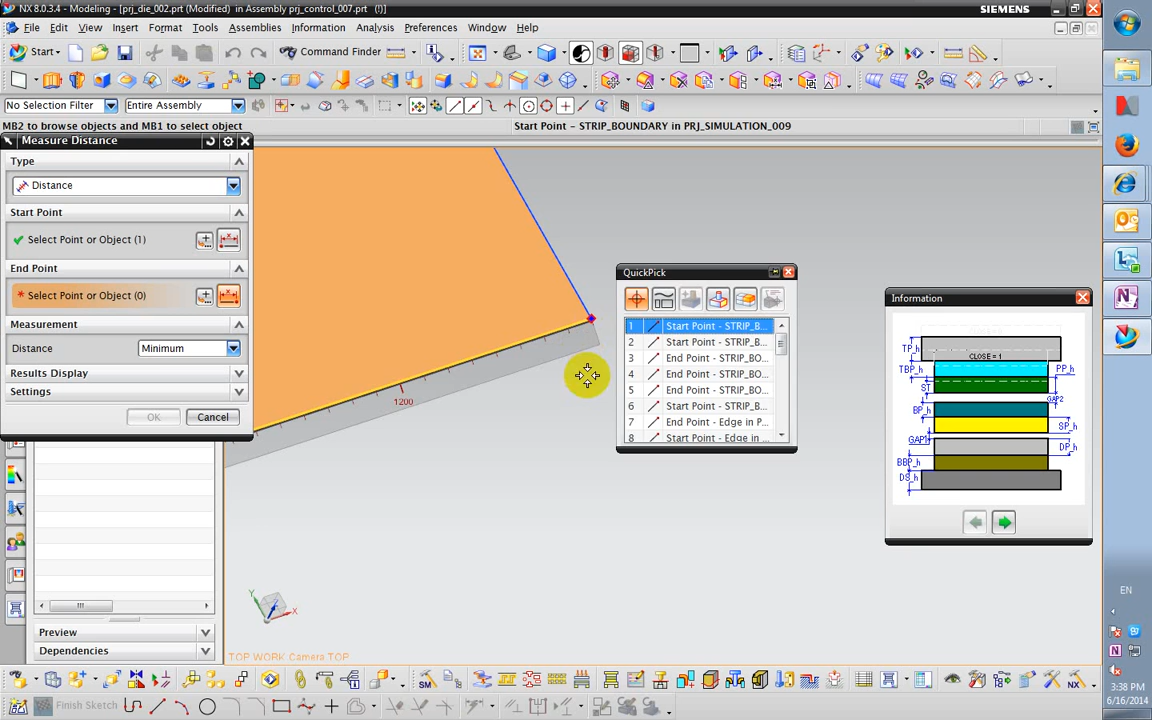 NX 8.0.3.4 - Modeling - [prj_die_002.prt (Modified) in Assembly prj_control_007.prt (!)]
SIEMENS
File Edit View Insert Format Tools Assemblies Information Analysis Preferences Window Help
Start
Command Finder
No Selection Filter
Entire Assembly
MB2 to browse objects and MB1 to select object
Start Point - STRIP_BOUNDARY in PRJ_SIMULATION_009
Measure Distance
Type
Distance
Start Point
Select Point or Object (1)
End Point
* Select Point or Object (0)
Measurement
Distance
Minimum
Results Display
Settings
OK
Cancel
1200
QuickPick
1 Start Point - STRIP_B...
2 Start Point - STRIP_B...
3 End Point - STRIP_BO...
4 End Point - STRIP_BO...
5 End Point - STRIP_BO...
6 Start Point - STRIP_B...
7 End Point - Edge in P...
8 Start Point - Edge in ...
Information
TP_h
CLOSE = 1
TBP_h
PP_h
ST
GAP2
BP_h
SP_h
GAP1
DP_h
BBP_h
DS_h
Preview
Dependencies
Y
X
TOP WORK Camera TOP
SM
NX
Finish Sketch
EN
3:38 PM
6/16/2014